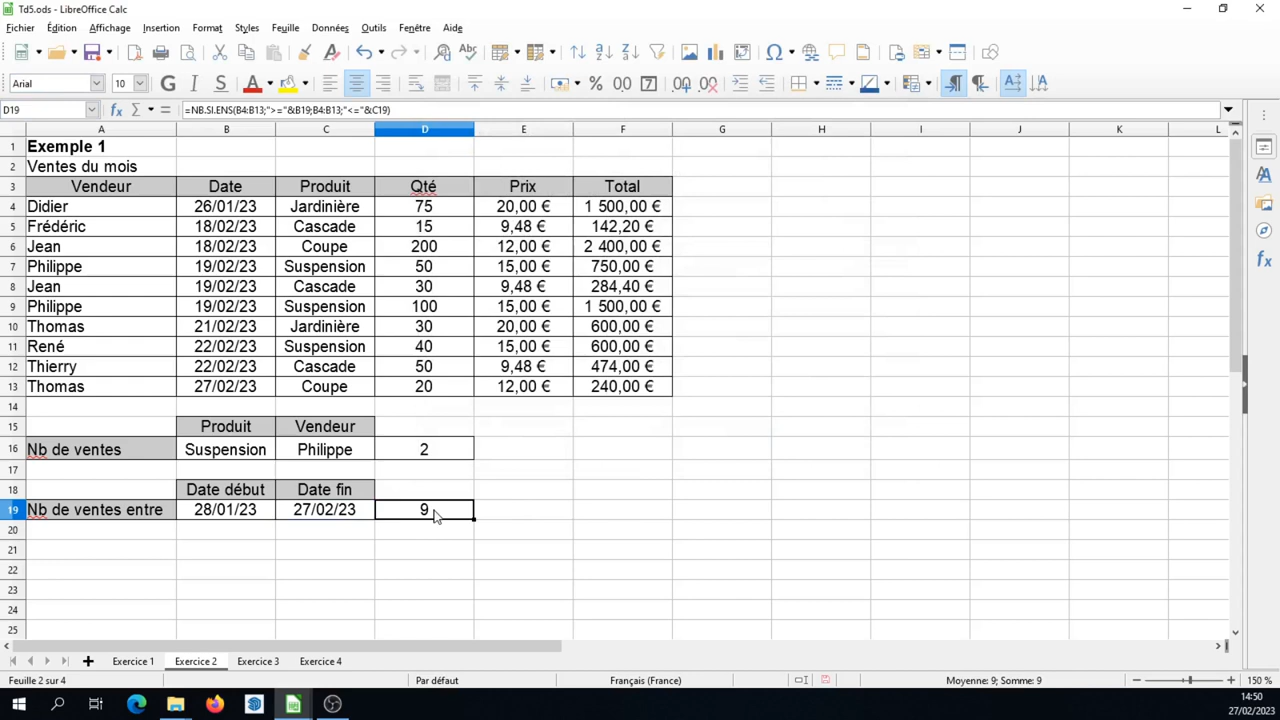 Td5.ods - LibreOffice Calc
Fichier Édition Affichage Insertion Format Styles Feuille Données Outils Fenêtre Aide
Arial 10 G I S
D19 =NB.SI.ENS(B4:B13;">="&B19;B4:B13;"<="&C19)
A B C D E F G H I J K L
1 Exemple 1
2 Ventes du mois
3 Vendeur Date Produit Qté Prix Total
4 Didier 26/01/23 Jardinière 75 20,00 € 1 500,00 €
5 Frédéric 18/02/23 Cascade 15 9,48 € 142,20 €
6 Jean 18/02/23 Coupe 200 12,00 € 2 400,00 €
7 Philippe 19/02/23 Suspension 50 15,00 € 750,00 €
8 Jean 19/02/23 Cascade 30 9,48 € 284,40 €
9 Philippe 19/02/23 Suspension 100 15,00 € 1 500,00 €
10 Thomas 21/02/23 Jardinière 30 20,00 € 600,00 €
11 René 22/02/23 Suspension 40 15,00 € 600,00 €
12 Thierry 22/02/23 Cascade 50 9,48 € 474,00 €
13 Thomas 27/02/23 Coupe 20 12,00 € 240,00 €
14
15 Produit Vendeur
16 Nb de ventes Suspension Philippe 2
17
18 Date début Date fin
19 Nb de ventes entre 28/01/23 27/02/23 9
20
21
22
23
24
25
Exercice 1 Exercice 2 Exercice 3 Exercice 4
Feuille 2 sur 4 Par défaut Français (France) Moyenne: 9; Somme: 9 150 %
14:50
27/02/2023